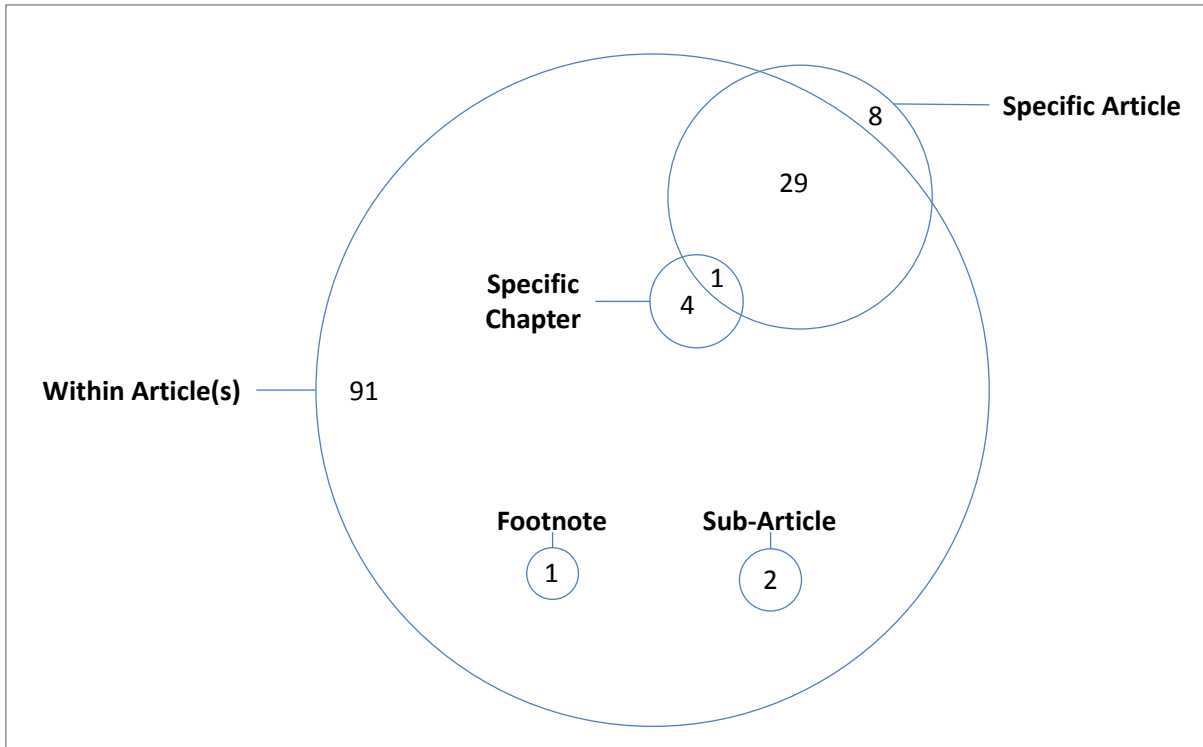 8
Specific Article
29
Specific
Chapter
1
4
Within Article(s)
91
Footnote
Sub-Article
1
2